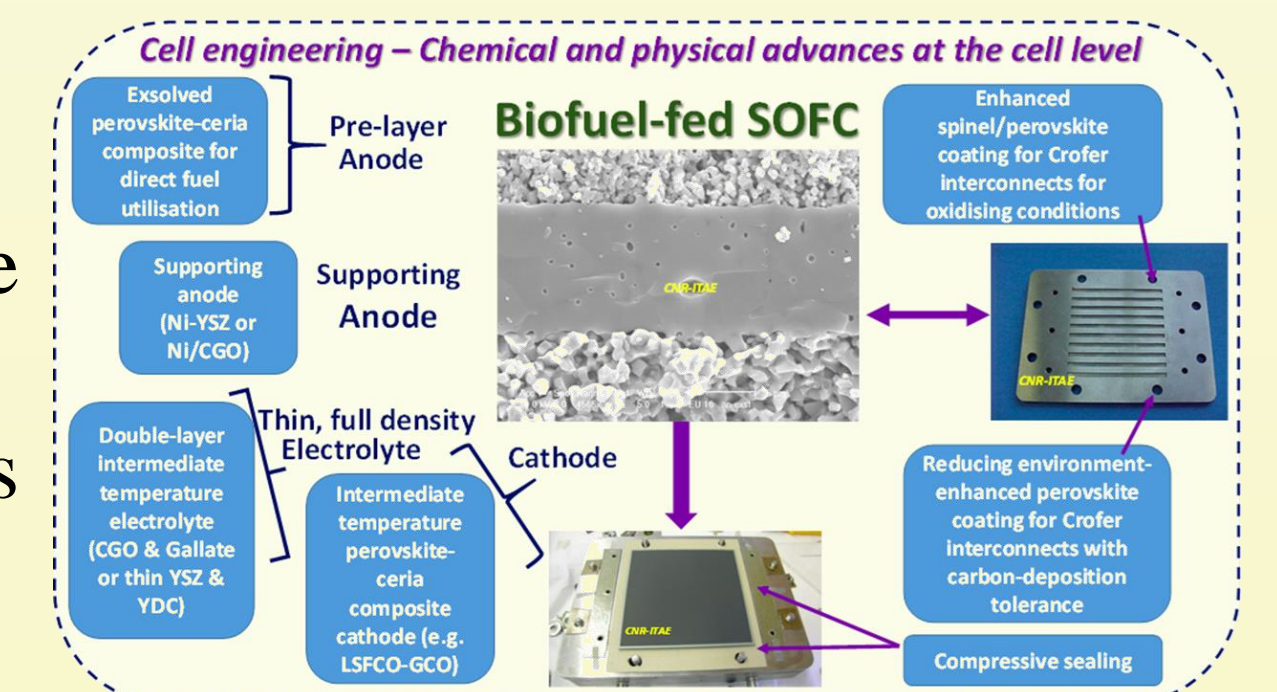 Cell engineering – Chemical and physical advances at the cell level
Exsolved
perovskite-ceria
composite for
direct fuel
utilisation
Pre-layer
Anode
Biofuel-fed SOFC
CNR-ITAE
Enhanced
spinel/perovskite
coating for Crofer
interconnects for
oxidising conditions
e
Supporting
anode
(Ni-YSZ or
Ni/CGO)
Supporting
Anode
CNR-ITAE
s
Double-layer
intermediate
temperature
electrolyte
(CGO & Gallate
or thin YSZ &
YDC)
Thin, full density
Electrolyte
Intermediate
temperature
perovskite-
ceria
composite
cathode (e.g.
LSFCO-GCO)
Cathode
CNR-ITAE
Reducing environment-
enhanced perovskite
coating for Crofer
interconnects with
carbon-deposition
tolerance
Compressive sealing